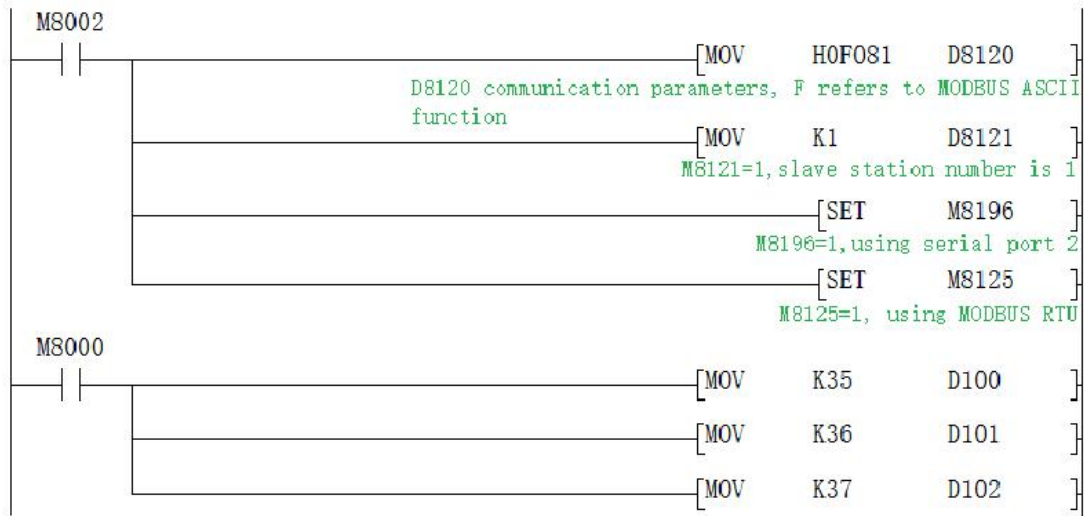 M8002
[MOV H0F081 D8120 ]
D8120 communication parameters, F refers to MODBUS ASCII
function
[MOV K1 D8121 ]
M8121=1,slave station number is 1
[SET M8196 ]
M8196=1,using serial port 2
[SET M8125 ]
M8125=1, using MODBUS RTU
M8000
[MOV K35 D100 ]
[MOV K36 D101 ]
[MOV K37 D102 ]